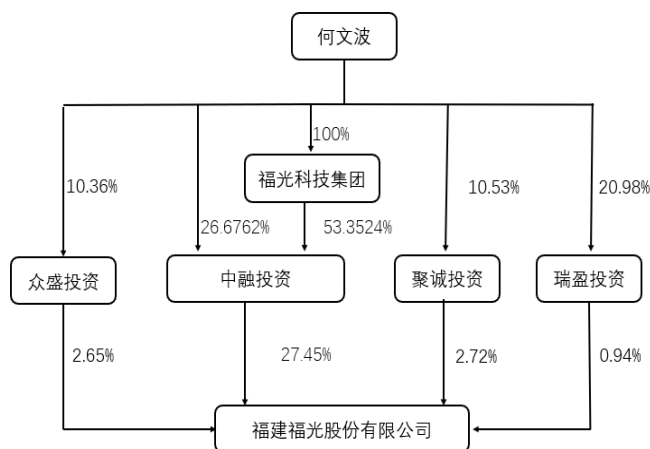 何文波
100%
福光科技集团
10.36%
10.53%
20.98%
26.6762%
53.3524%
众盛投资
中融投资
聚诚投资
瑞盈投资
2.65%
27.45%
2.72%
0.94%
福建福光股份有限公司